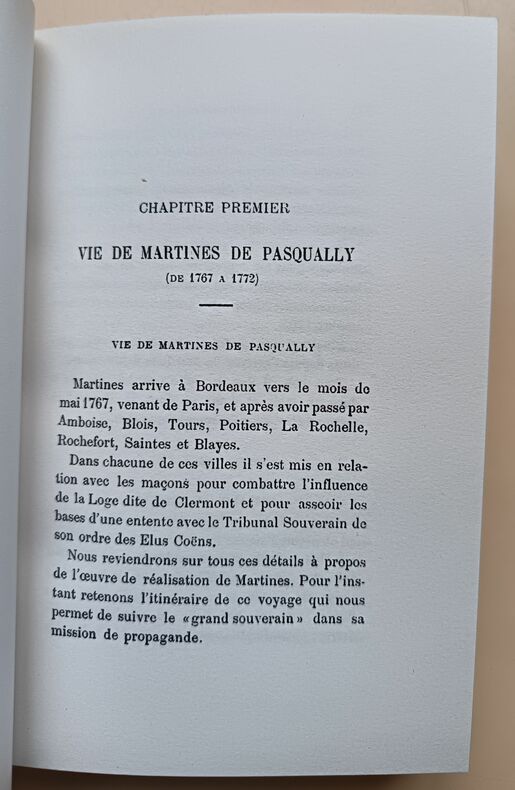 CHAPITRE PREMIER
VIE DE MARTINES DE PASQUALLY
(DE 1767 A 1772)
VIE DE MARTINES DE PASQUALLY
Martines arrive à Bordeaux vers le mois de
mai 1767, venant de Paris, et après avoir passé par
Amboise, Blois, Tours, Poitiers, La Rochelle,
Rochefort, Saintes et Blayes.
Dans chacune de ces villes il s'est mis en rela-
tion avec les maçons pour combattre l'influence
de la Loge dite de Clermont et pour asseoir les
bases d'une entente avec le Tribunal Souverain de
son ordre des Elus Coëns.
Nous reviendrons sur tous ces détails à propos
de l'œuvre de réalisation de Martines. Pour l'ins-
tant retenons l'itinéraire de ce voyage qui nous
permet de suivre le «grand souverain» dans sa
mission de propagande.